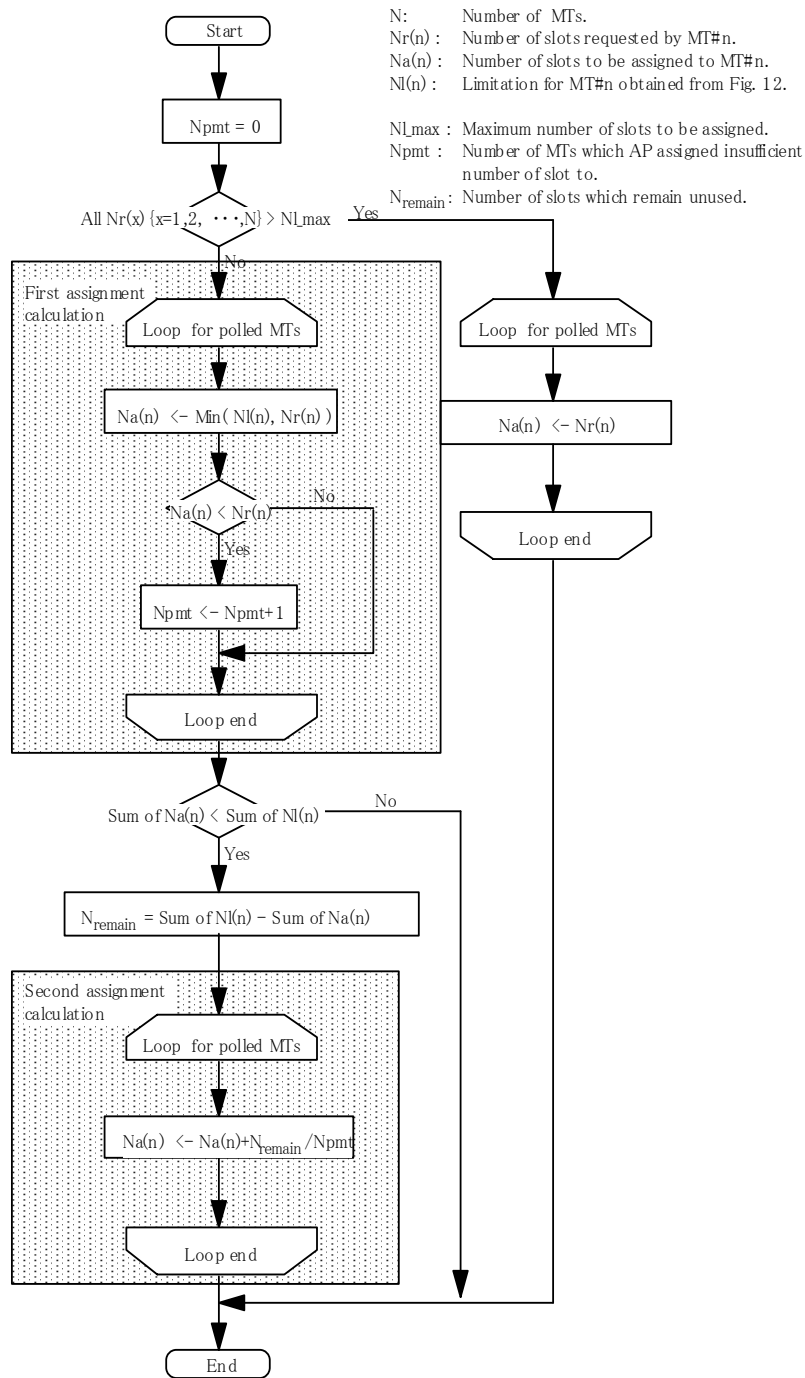 N: Number of MTs.
Nr(n) : Number of slots requested by MT#n.
Na(n) : Number of slots to be assigned to MT#n.
Nl(n) : Limitation for MT#n obtained from Fig. 12.
Nl_max : Maximum number of slots to be assigned.
Npmt : Number of MTs which AP assigned insufficient
number of slot to.
N_remain : Number of slots which remain unused.
Start
Npmt = 0
All Nr(x) {x=1,2, ･･･,N} > Nl_max
Yes
No
First assignment
calculation
Loop for polled MTs
Na(n) <- Min( Nl(n), Nr(n) )
Na(n) < Nr(n)
No
Yes
Npmt <- Npmt+1
Loop end
Loop for polled MTs
Na(n) <- Nr(n)
Loop end
Sum of Na(n) < Sum of Nl(n)
No
Yes
N_remain = Sum of Nl(n) - Sum of Na(n)
Second assignment
calculation
Loop for polled MTs
Na(n) <- Na(n)+N_remain/Npmt
Loop end
End